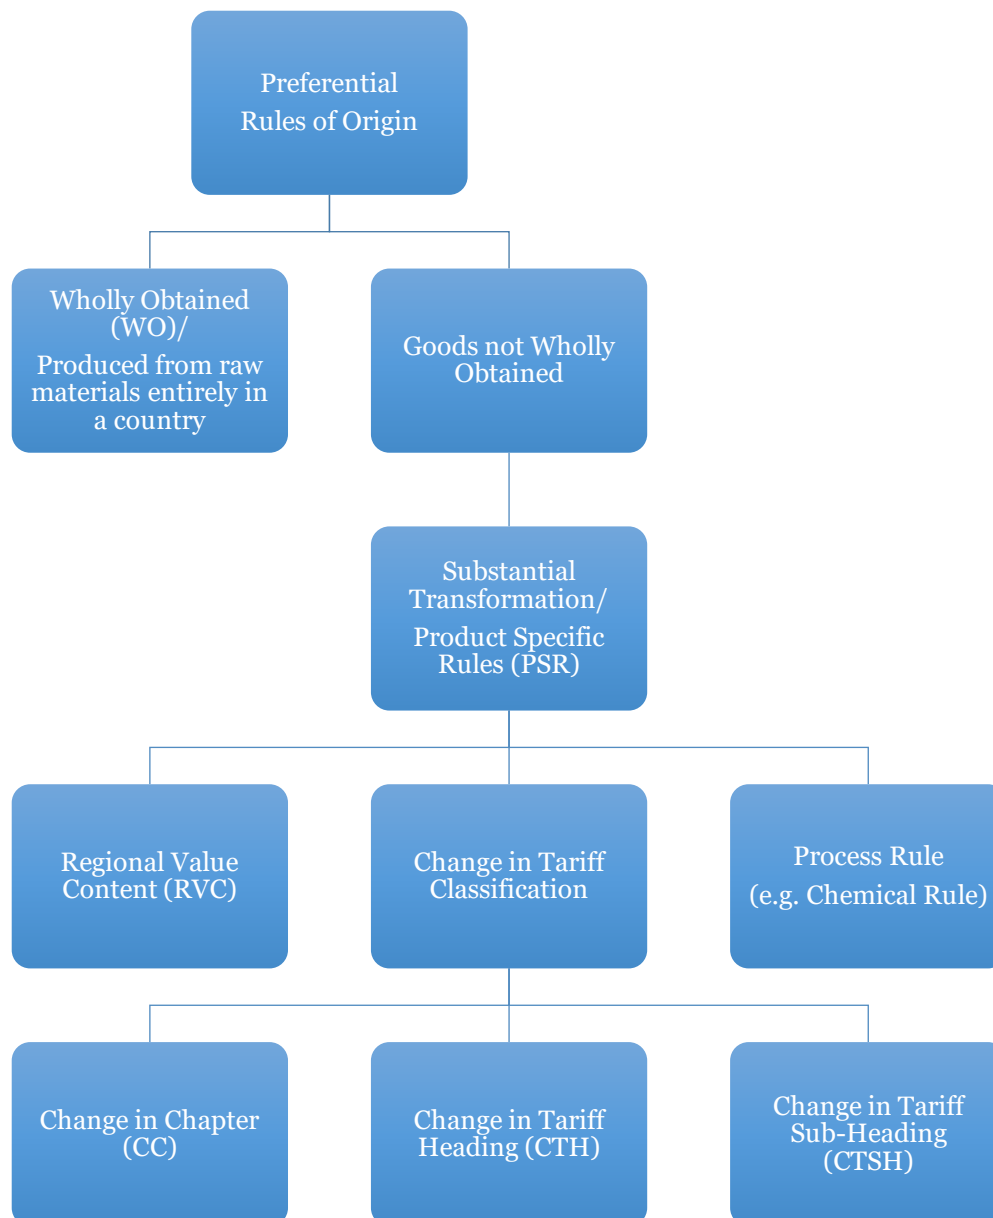 Preferential
Rules of Origin
Wholly Obtained
(WO)/
Produced from raw
materials entirely in
a country
Goods not Wholly
Obtained
Substantial
Transformation/
Product Specific
Rules (PSR)
Regional Value
Content (RVC)
Change in Tariff
Classification
Process Rule
(e.g. Chemical Rule)
Change in Chapter
(CC)
Change in Tariff
Heading (CTH)
Change in Tariff
Sub-Heading
(CTSH)